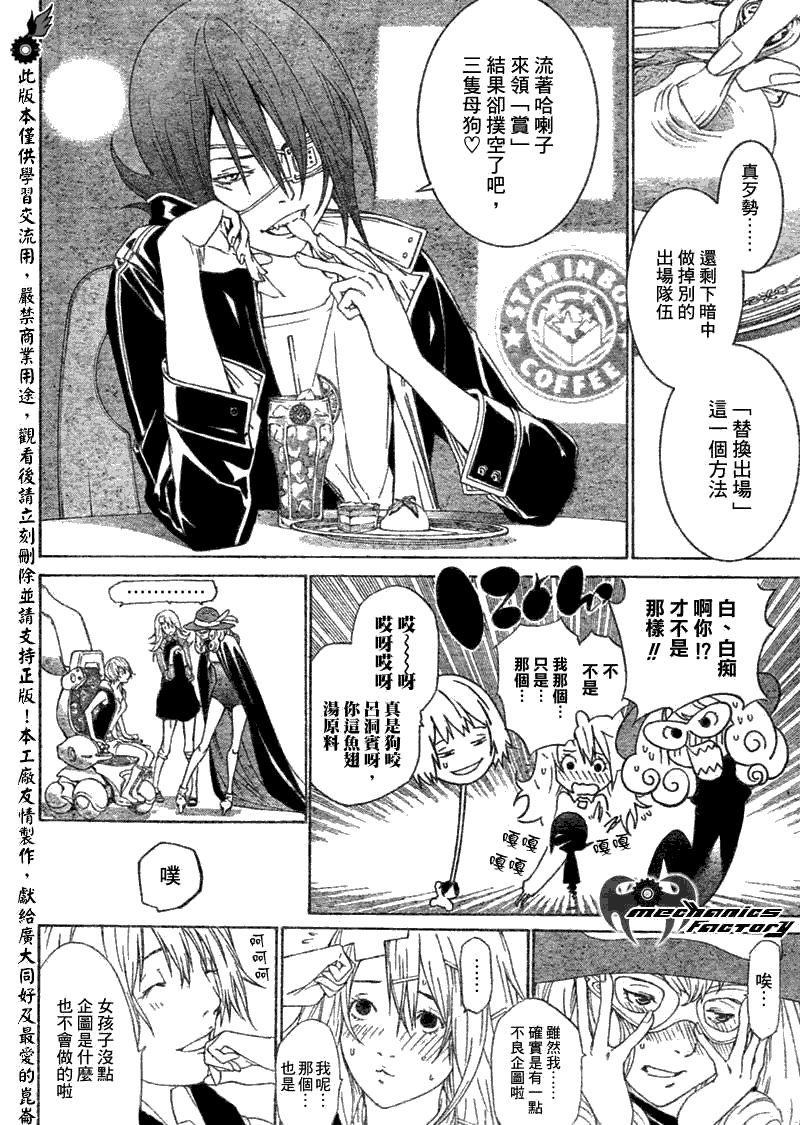 真歹勢……
還剩下暗中
做掉別的
出場隊伍
「替換出場」
這一個方法
流著哈喇子
來領「賞」
結果卻撲空了吧，
三隻母狗♡
STAR IN BO
COFFEE
白、白痴
啊你!?
才不是
那樣!!
不
不是
我那個…
只是…
那個…
嘎嘎
嘎嘎
嘎嘎
哎～～呀
哎呀哎呀
真是狗咬
呂洞賓呀，
你這魚翅
湯原料
…………
噗
唉…
雖然我……
確實是有一點
不良企圖啦
我呢…
那個…
也是
呵呵呵
女孩子沒點
企圖是什麼
也不會做的啦
mechanics
factory
此版本僅供學習交流用，嚴禁商業用途，觀看後請立刻刪除並請支持正版！本工廠友情製作，獻給廣大同好及最愛的崑崙